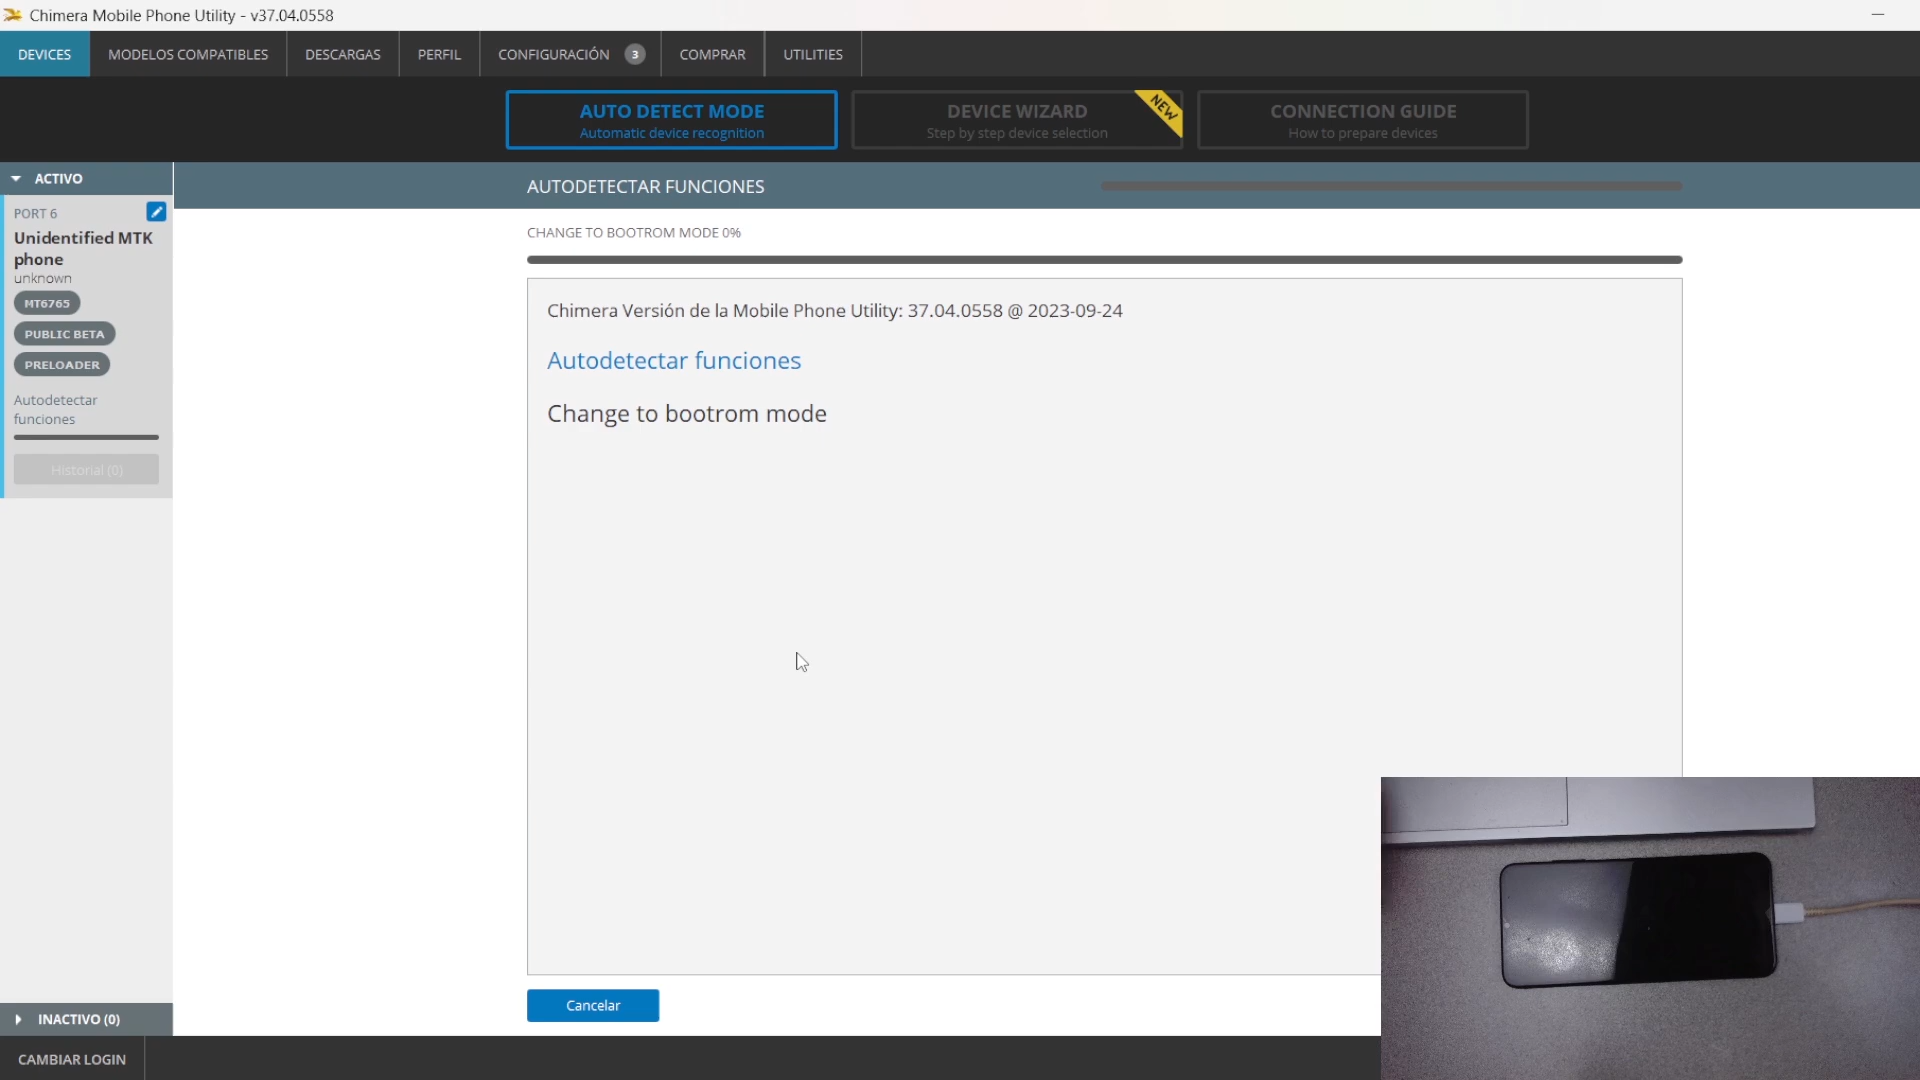 Chimera Mobile Phone Utility - v37.04.0558
DEVICES
MODELOS COMPATIBLES
DESCARGAS
PERFIL
CONFIGURACIÓN 3
COMPRAR
UTILITIES
AUTO DETECT MODE
Automatic device recognition
DEVICE WIZARD
Step by step device selection
NEW
CONNECTION GUIDE
How to prepare devices
ACTIVO
PORT 6
Unidentified MTK
phone
unknown
MT6765
PUBLIC BETA
PRELOADER
Autodetectar
funciones
Historial (0)
AUTODETECTAR FUNCIONES
CHANGE TO BOOTROM MODE 0%
Chimera Versión de la Mobile Phone Utility: 37.04.0558 @ 2023-09-24
Autodetectar funciones
Change to bootrom mode
Cancelar
INACTIVO (0)
CAMBIAR LOGIN